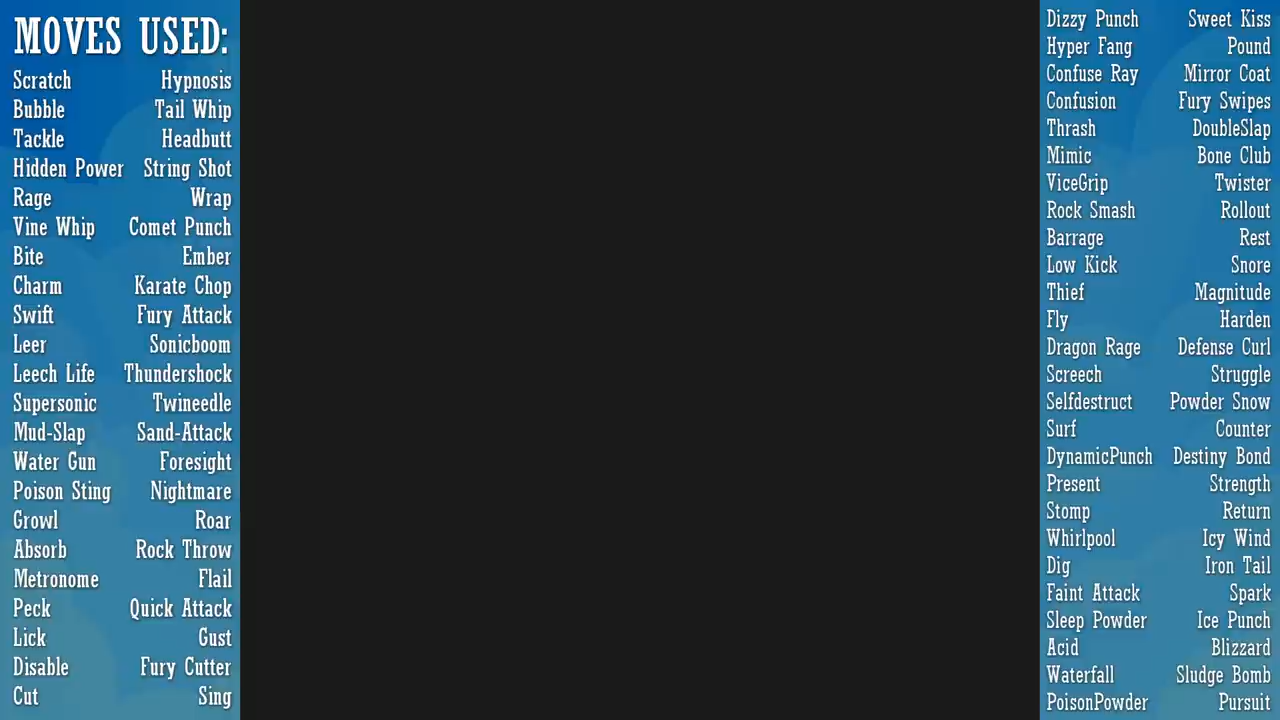 MOVES USED:
Scratch Hypnosis
Bubble Tail Whip
Tackle Headbutt
Hidden Power String Shot
Rage Wrap
Vine Whip Comet Punch
Bite Ember
Charm Karate Chop
Swift Fury Attack
Leer Sonicboom
Leech Life Thundershock
Supersonic Twineedle
Mud-Slap Sand-Attack
Water Gun Foresight
Poison Sting Nightmare
Growl Roar
Absorb Rock Throw
Metronome Flail
Peck Quick Attack
Lick Gust
Disable Fury Cutter
Cut Sing
Dizzy Punch Sweet Kiss
Hyper Fang Pound
Confuse Ray Mirror Coat
Confusion Fury Swipes
Thrash DoubleSlap
Mimic Bone Club
ViceGrip Twister
Rock Smash Rollout
Barrage Rest
Low Kick Snore
Thief Magnitude
Fly Harden
Dragon Rage Defense Curl
Screech Struggle
Selfdestruct Powder Snow
Surf Counter
DynamicPunch Destiny Bond
Present Strength
Stomp Return
Whirlpool Icy Wind
Dig Iron Tail
Faint Attack Spark
Sleep Powder Ice Punch
Acid Blizzard
Waterfall Sludge Bomb
PoisonPowder Pursuit